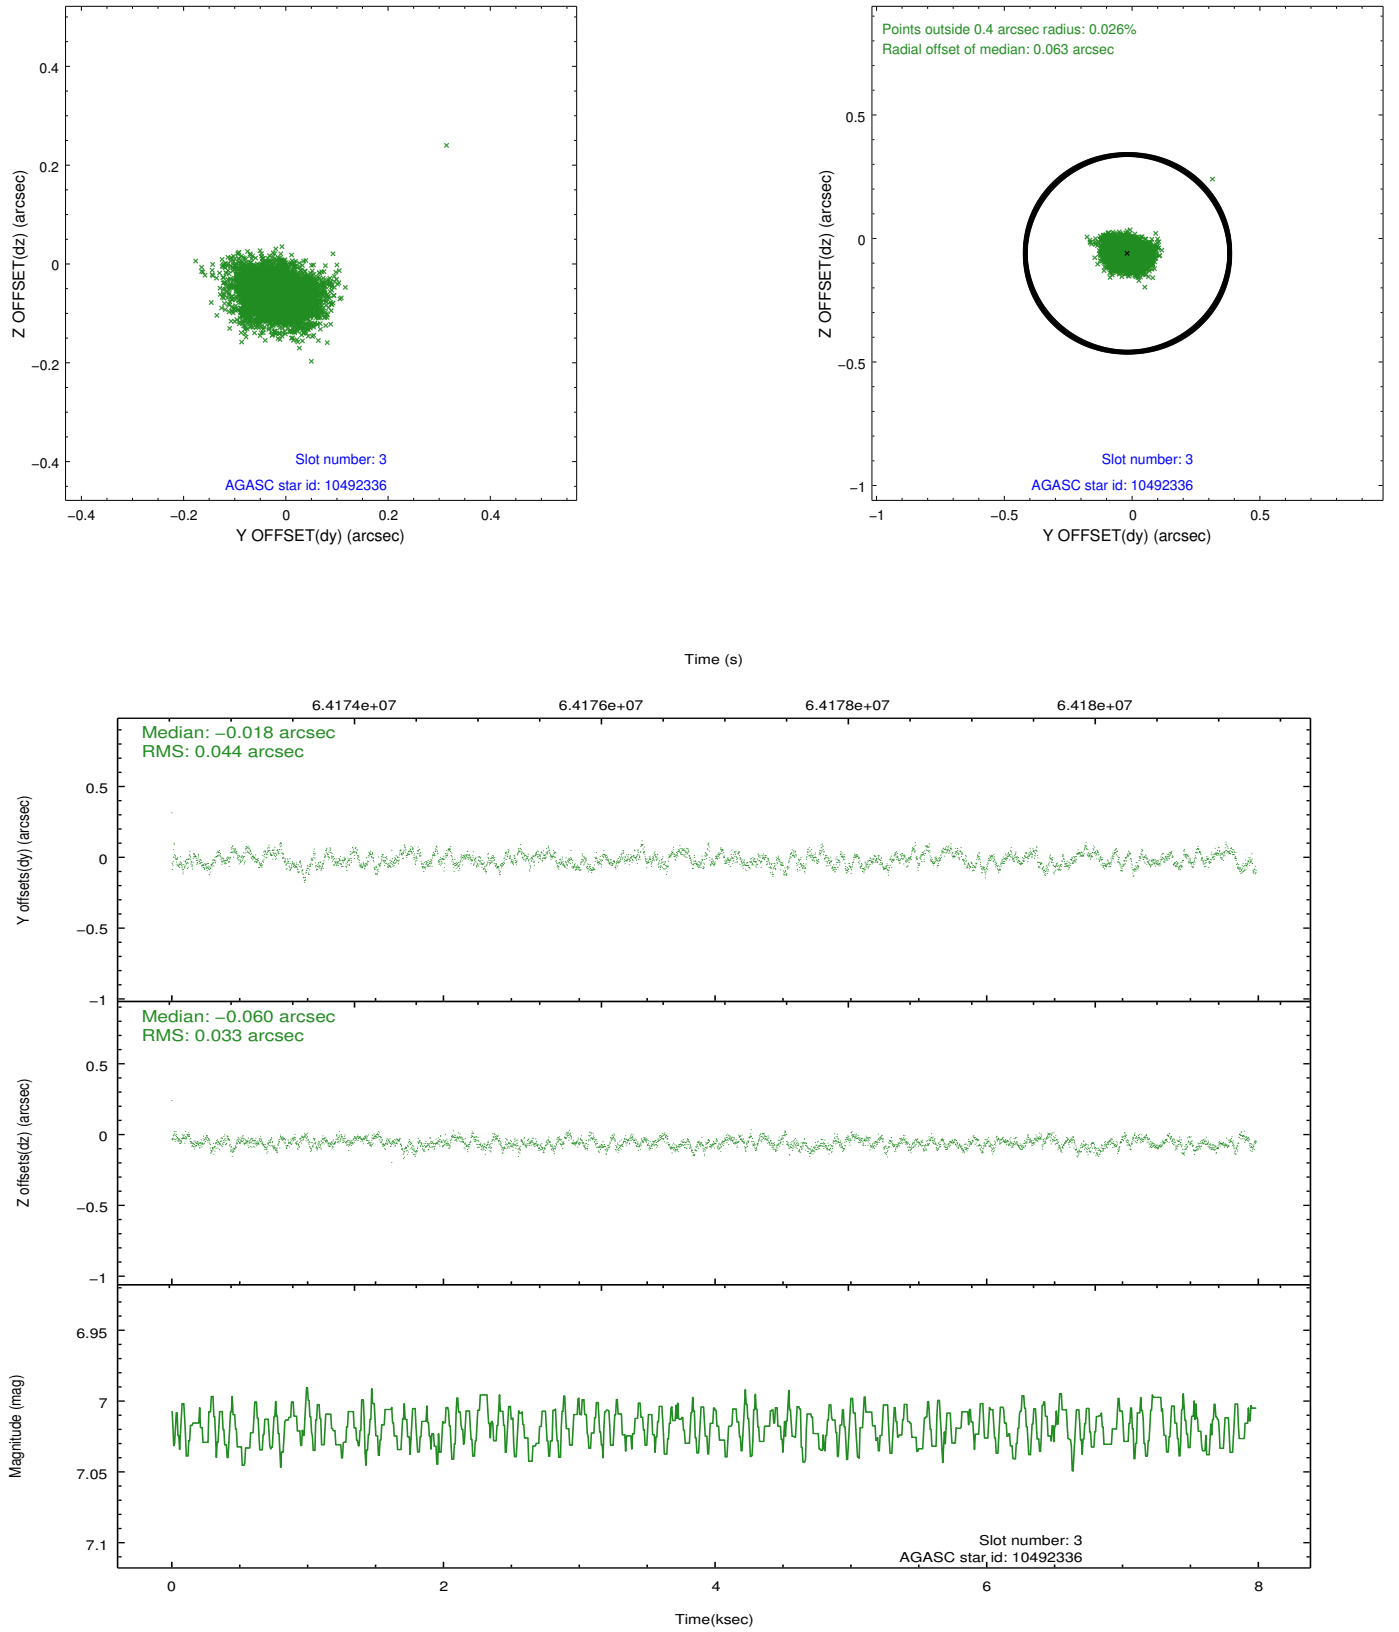 0.4
0.2
0
−0.2
−0.4
Z OFFSET(dz) (arcsec)
Slot number: 3
AGASC star id: 10492336
−0.4
−0.2
0
0.2
0.4
Y OFFSET(dy) (arcsec)
Points outside 0.4 arcsec radius: 0.026%
Radial offset of median: 0.063 arcsec
0.5
0
−0.5
−1
Z OFFSET(dz) (arcsec)
Slot number: 3
AGASC star id: 10492336
−1
−0.5
0
0.5
Y OFFSET(dy) (arcsec)
Time (s)
6.4174e+07
6.4176e+07
6.4178e+07
6.418e+07
Median: −0.018 arcsec
RMS: 0.044 arcsec
0.5
0
−0.5
−1
Y offsets(dy) (arcsec)
Median: −0.060 arcsec
RMS: 0.033 arcsec
0.5
0
−0.5
−1
Z offsets(dz) (arcsec)
6.95
7
7.05
7.1
Magnitude (mag)
Slot number: 3
AGASC star id: 10492336
0
2
4
6
8
Time(ksec)